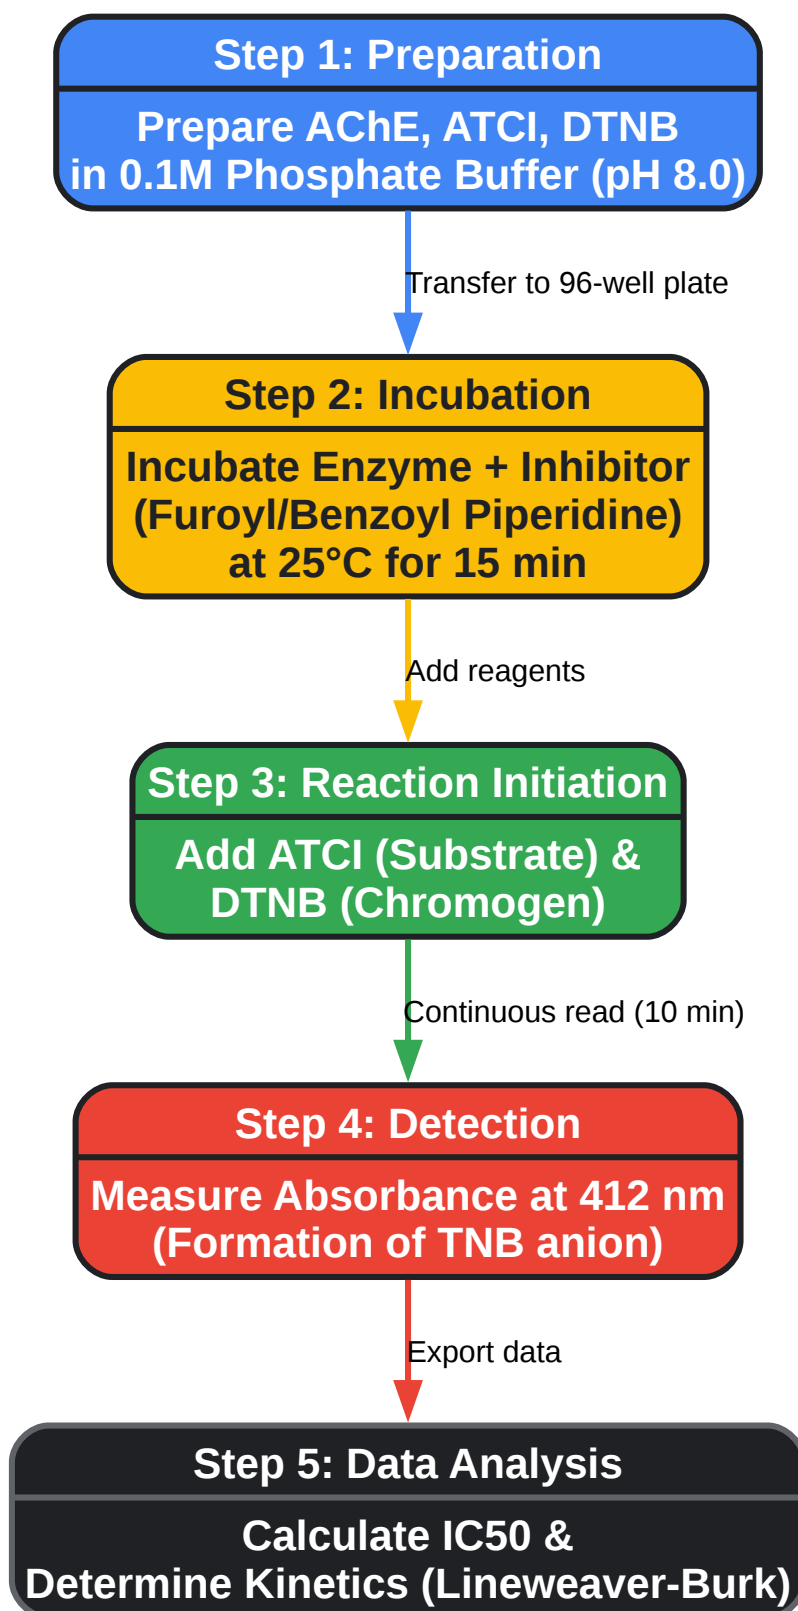 Step 1: Preparation
Prepare AChE, ATCI, DTNB
in 0.1M Phosphate Buffer (pH 8.0)
Transfer to 96-well plate
Step 2: Incubation
Incubate Enzyme + Inhibitor
(Furoyl/Benzoyl Piperidine)
at 25°C for 15 min
Add reagents
Step 3: Reaction Initiation
Add ATCI (Substrate) &
DTNB (Chromogen)
Continuous read (10 min)
Step 4: Detection
Measure Absorbance at 412 nm
(Formation of TNB anion)
Export data
Step 5: Data Analysis
Calculate IC50 &
Determine Kinetics (Lineweaver-Burk)